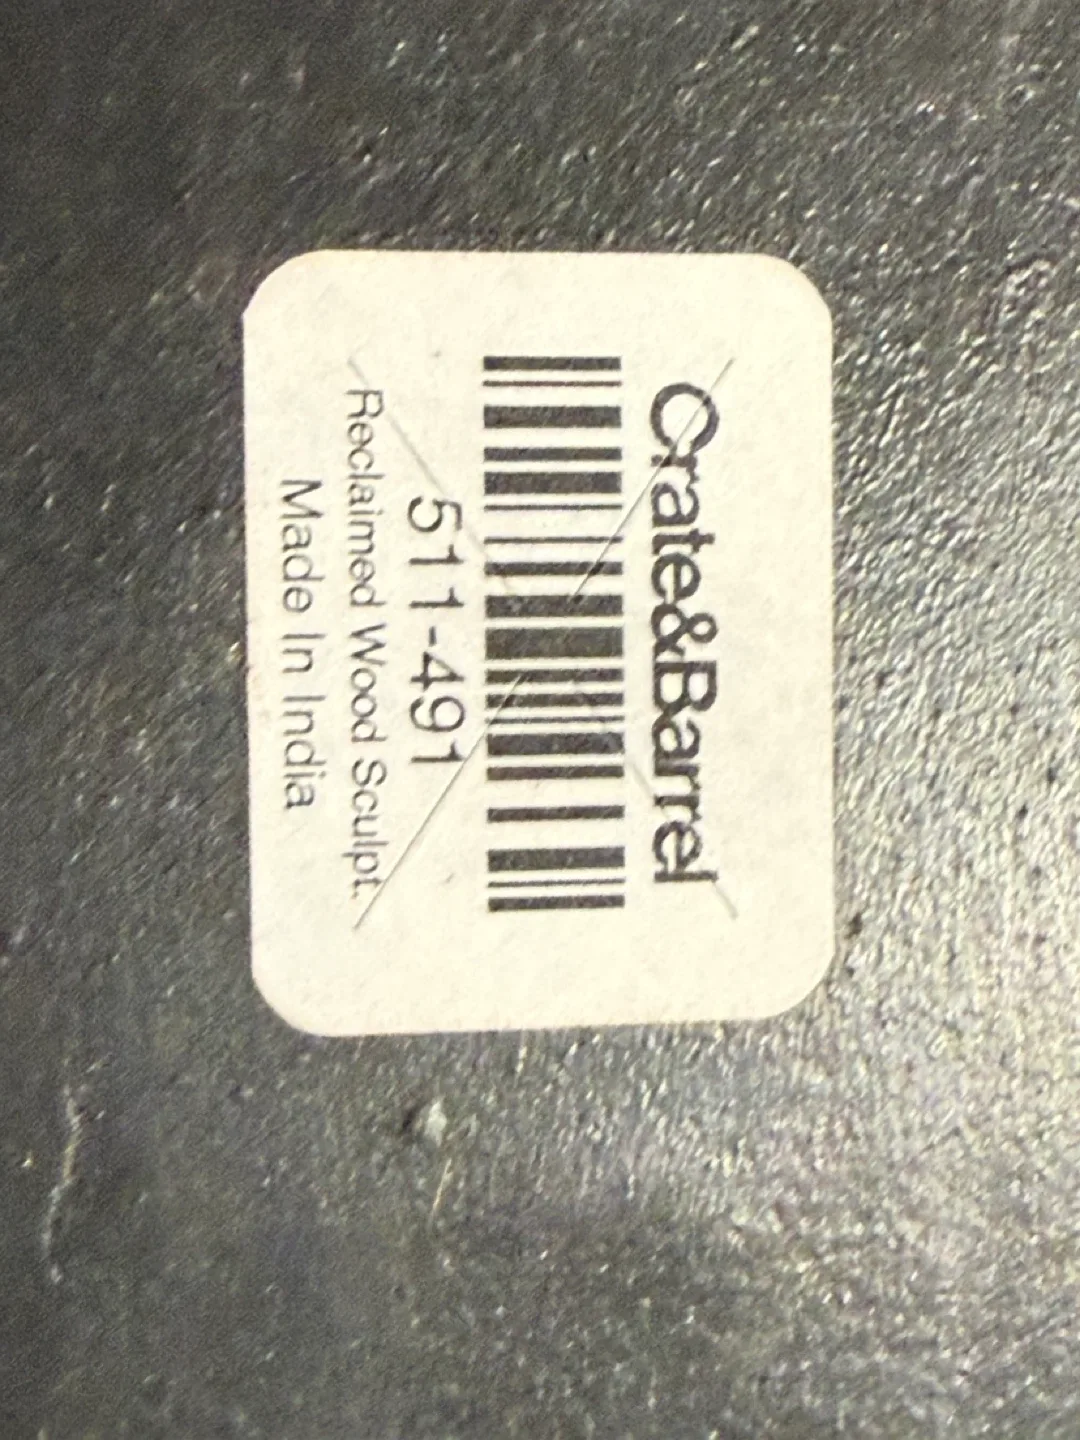 Crate&Barrel
511-491
Reclaimed Wood Sculpt.
Made In India